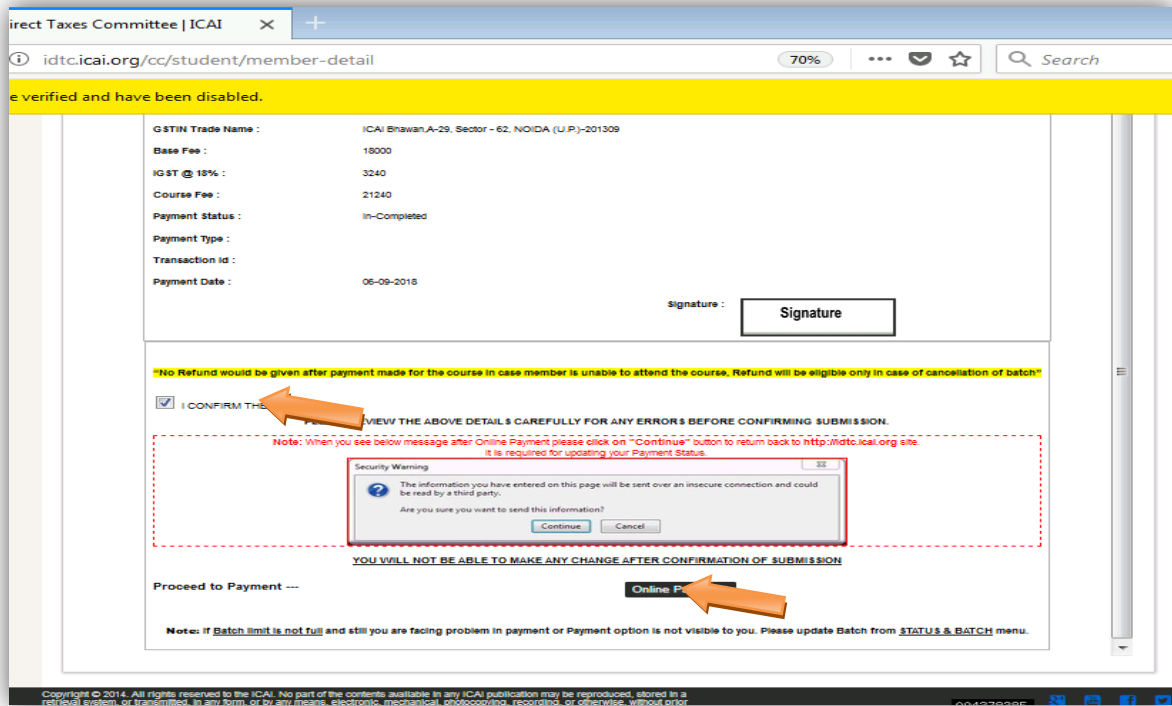 irect Taxes Committee | ICAI
idtc.icai.org/cc/student/member-detail
70%
Search
e verified and have been disabled.
GSTIN Trade Name : ICAI Bhawan,A-29, Sector - 62, NOIDA (U.P.)-201309
Base Fee : 18000
IGST @ 18% : 3240
Course Fee : 21240
Payment Status : In-Completed
Payment Type :
Transaction Id :
Payment Date : 06-09-2018
Signature : Signature
"No Refund would be given after payment made for the course in case member is unable to attend the course, Refund will be eligible only in case of cancellation of batch"
I CONFIRM THE
REVIEW THE ABOVE DETAILS CAREFULLY FOR ANY ERRORS BEFORE CONFIRMING SUBMISSION.
Note: When you see below message after Online Payment please click on "Continue" button to return back to http://idtc.icai.org site.
It is required for updating your Payment Status.
Security Warning
The information you have entered on this page will be sent over an insecure connection and could
be read by a third party.
Are you sure you want to send this information?
Continue Cancel
YOU WILL NOT BE ABLE TO MAKE ANY CHANGE AFTER CONFIRMATION OF SUBMISSION
Proceed to Payment --- Online
Note: If Batch limit is not full and still you are facing problem in payment or Payment option is not visible to you. Please update Batch from STATUS & BATCH menu.
Copyright © 2014. All rights reserved to the ICAI. No part of the contents available in any ICAI publication may be reproduced, stored in a
retrieval system, or transmitted, in any form, or by any means, electronic, mechanical, photocopying, recording, or otherwise, without prior